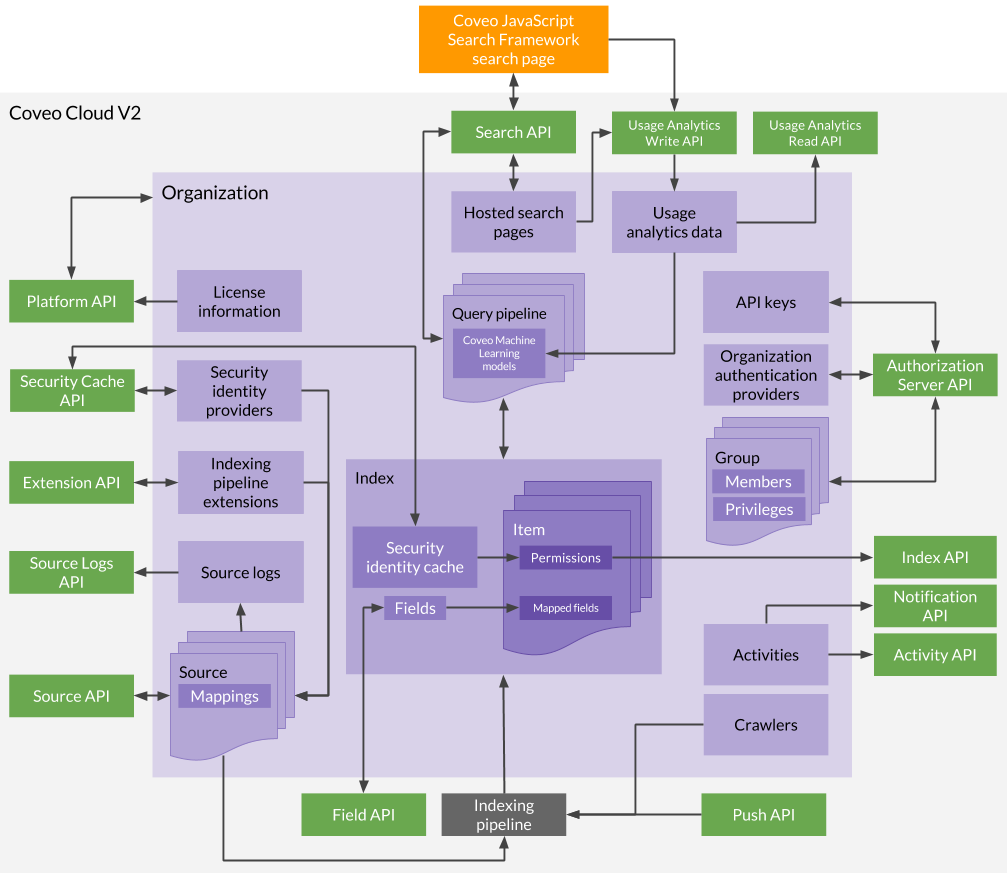 Coveo JavaScript
Search Framework
search page
Coveo Cloud V2
Search API
Usage Analytics
Write API
Usage Analytics
Read API
Organization
Hosted search
pages
Usage
analytics data
Platform API
License
information
Query pipeline
Coveo Machine
Learning
models
API keys
Security Cache
API
Security
identity
providers
Organization
authentication
providers
Authorization
Server API
Extension API
Indexing
pipeline
extensions
Index
Group
Members
Privileges
Item
Security
identity cache
Permissions
Index API
Source Logs
API
Source logs
Fields
Mapped fields
Notification
API
Activities
Activity API
Source API
Source
Mappings
Crawlers
Field API
Indexing
pipeline
Push API